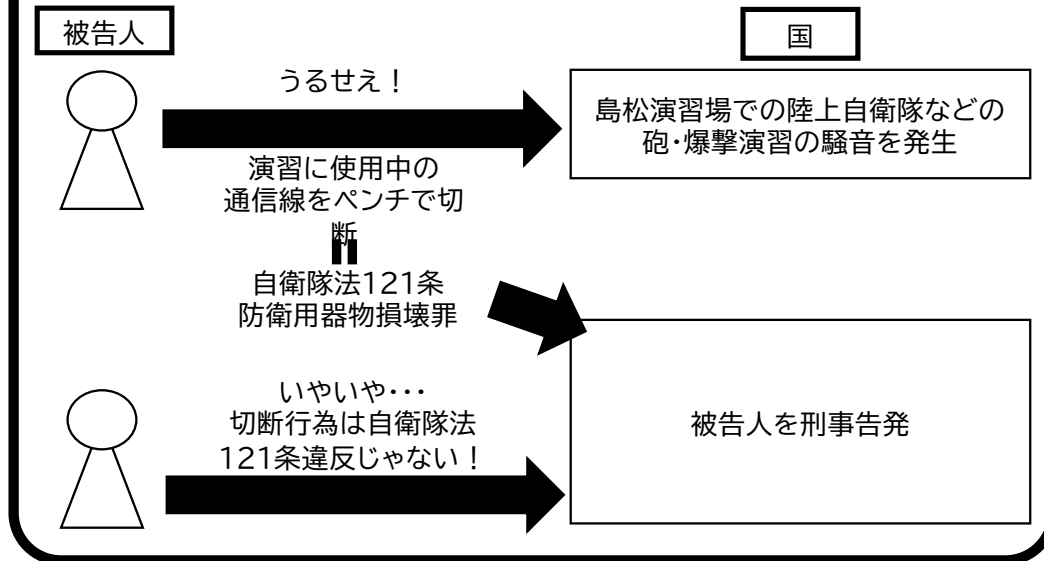 被告人
国
うるせえ！
島松演習場での陸上自衛隊などの
砲・爆撃演習の騒音を発生
演習に使用中の
通信線をペンチで切
断
＝
自衛隊法121条
防衛用器物損壊罪
被告人を刑事告発
いやいや・・・
切断行為は自衛隊法
121条違反じゃない！